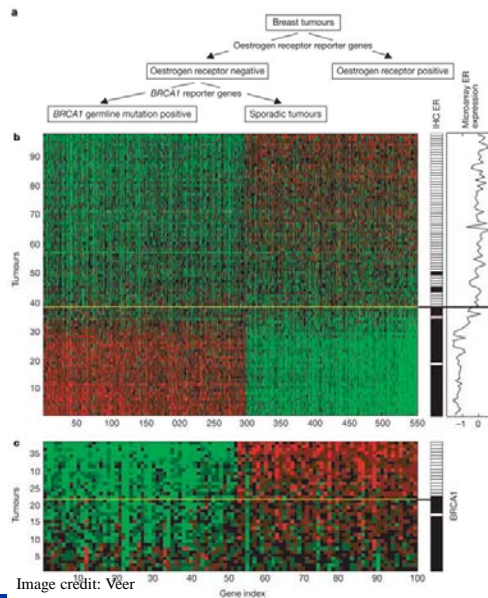 a
Breast tumours
Oestrogen receptor reporter genes
Oestrogen receptor negative
Oestrogen receptor positive
BRCA1 reporter genes
BRCA1 germline mutation positive
Sporadic tumours
IHC ER
Microarray ER
expression
b
90
80
70
60
50
40
30
20
10
Tumours
50 100 150 020 250 300 350 400 450 500 550
–1 0
c
35
30
25
20
15
10
5
Tumours
BRCA1
10 20 30 40 50 60 70 80 90 100
Gene index
Image credit: Veer